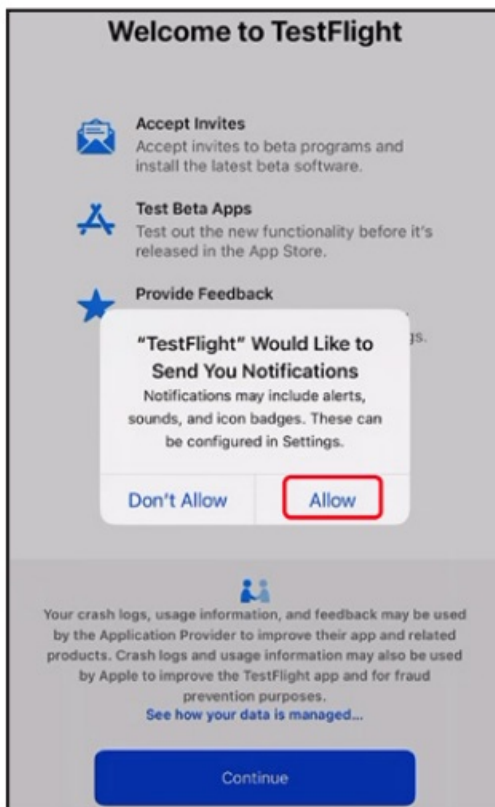 Welcome to TestFlight
Accept Invites
Accept invites to beta programs and
install the latest beta software.
Test Beta Apps
Test out the new functionality before it's
released in the App Store.
Provide Feedback
gs.
"TestFlight" Would Like to
Send You Notifications
Notifications may include alerts,
sounds, and icon badges. These can
be configured in Settings.
Don't Allow
Allow
Your crash logs, usage information, and feedback may be used
by the Application Provider to improve their app and related
products. Crash logs and usage information may also be used
by Apple to improve the TestFlight app and for fraud
prevention purposes.
See how your data is managed...
Continue